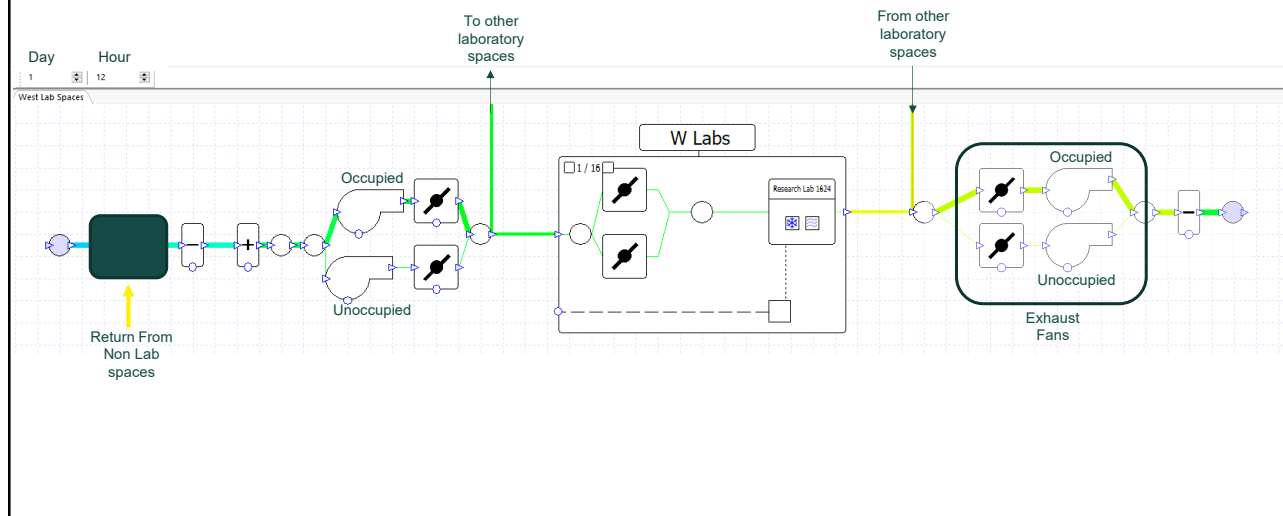 To other
laboratory
spaces
From other
laboratory
spaces
Day
Hour
1
12
West Lab Spaces
W Labs
1 / 16
Occupied
Research Lab 1624
Occupied
Unoccupied
Unoccupied
Exhaust
Fans
Return From
Non Lab
spaces